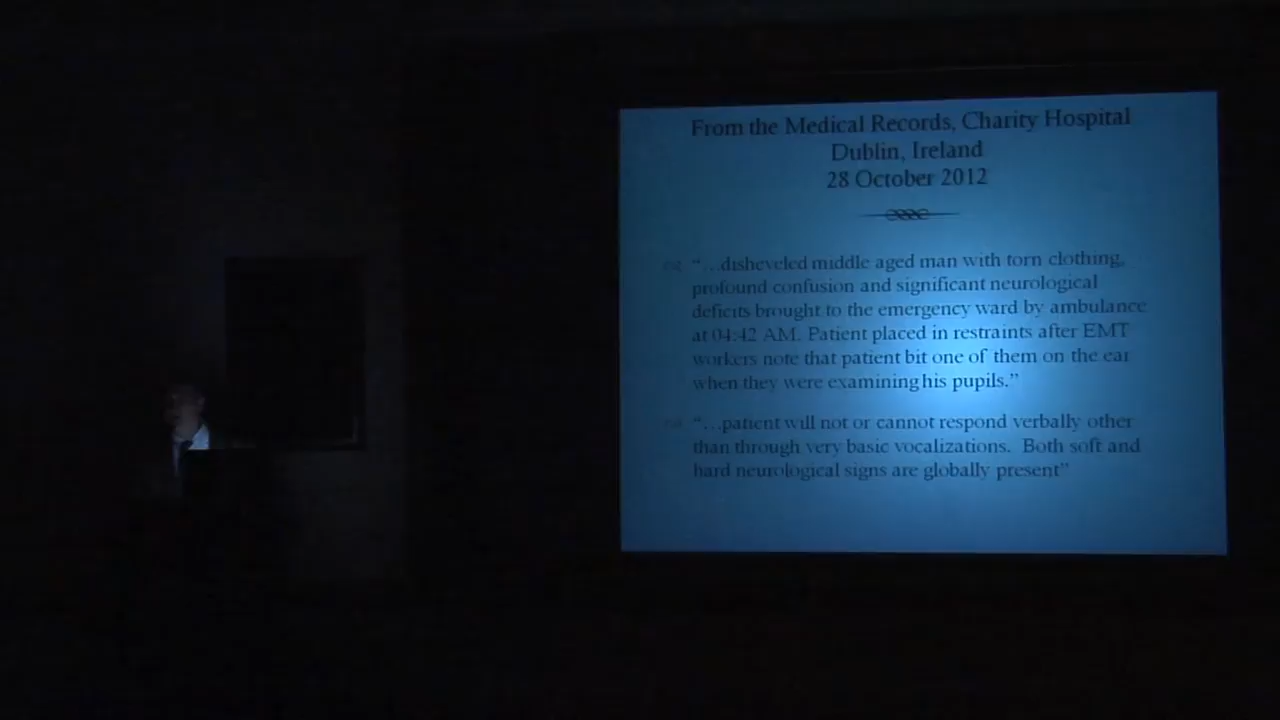 From the Medical Records, Charity Hospital
Dublin, Ireland
28 October 2012
“…disheveled middle aged man with torn clothing,
profound confusion and significant neurological
deficits brought to the emergency ward by ambulance
at 04:42 AM. Patient placed in restraints after EMT
workers note that patient bit one of them on the ear
when they were examining his pupils.”
“…patient will not or cannot respond verbally other
than through very basic vocalizations. Both soft and
hard neurological signs are globally present”